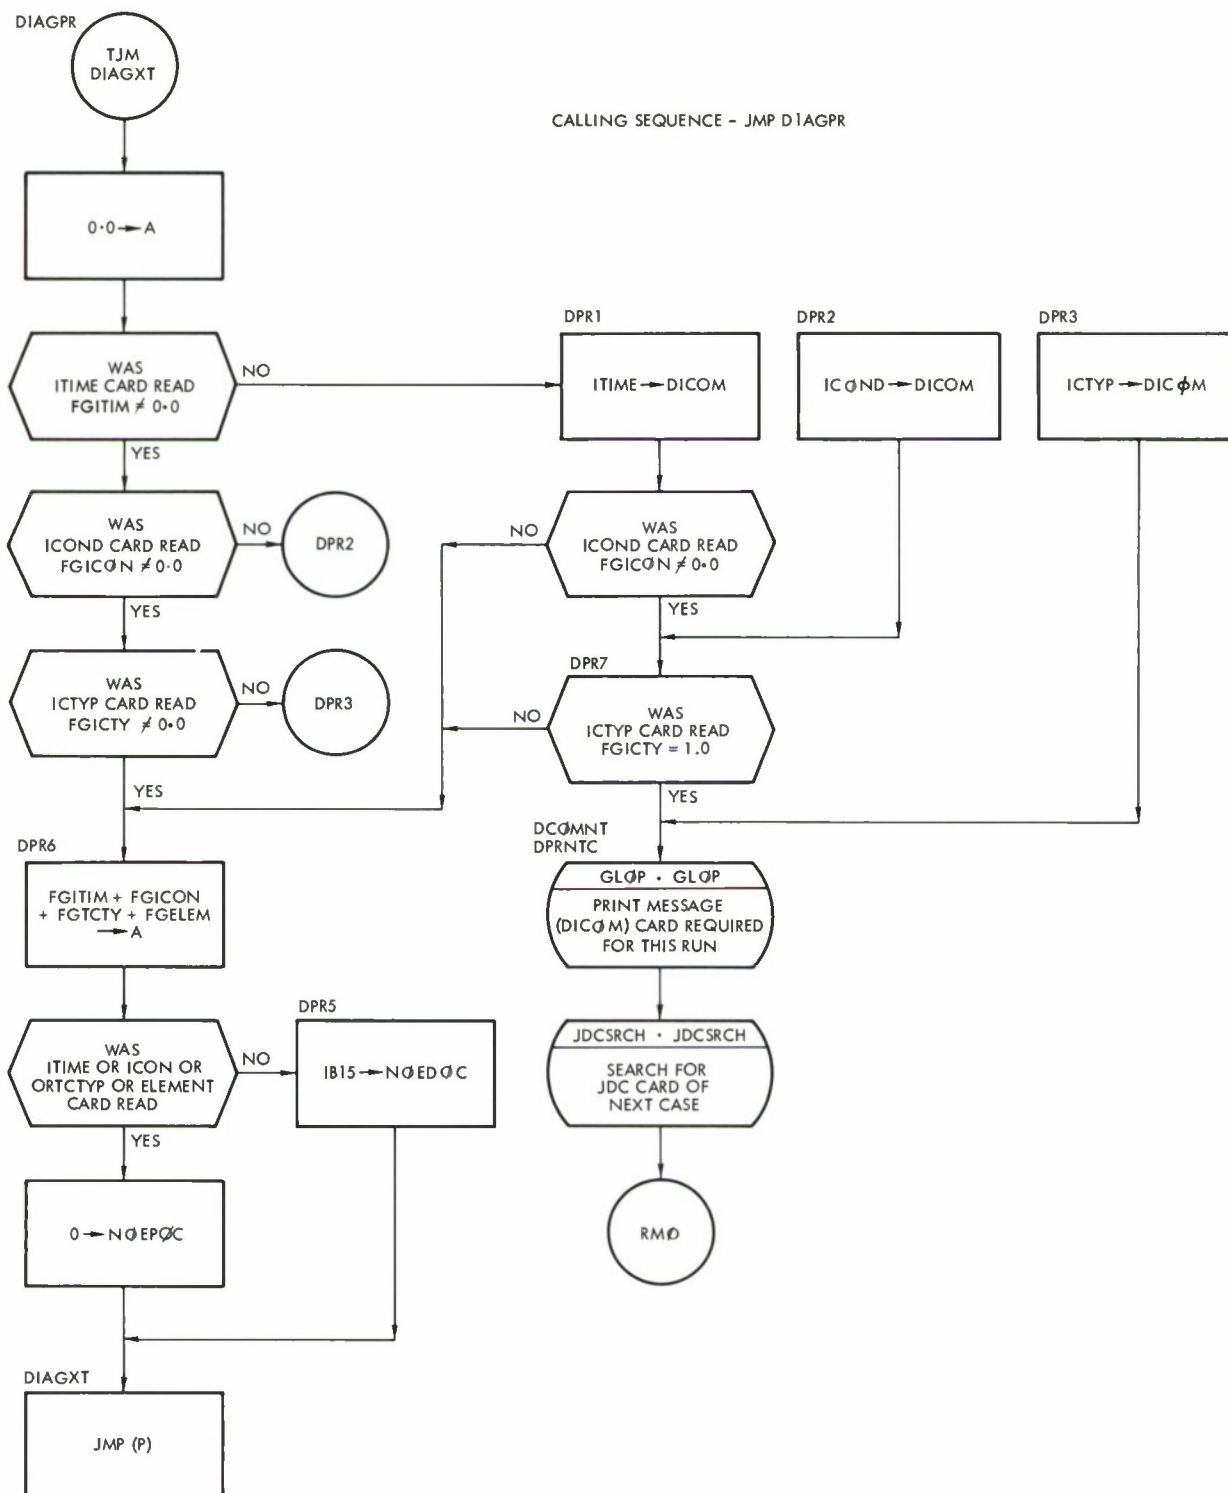 DIAGPR
TJM
DIAGXT
CALLING SEQUENCE - JMP DIAGPR
0·0→A
WAS
ITIME CARD READ
FGITIM ≠ 0·0
NO
YES
DPR1
ITIME→DICOM
DPR2
ICØND→DICOM
DPR3
ICTYP→DICϕM
WAS
ICOND CARD READ
FGICØN ≠0·0
NO
DPR2
YES
WAS
ICOND CARD READ
FGICØN ≠ 0·0
NO
YES
WAS
ICTYP CARD READ
FGICTY ≠ 0·0
NO
DPR3
YES
DPR7
WAS
ICTYP CARD READ
FGICTY = 1.0
NO
YES
DPR6
FGITIM + FGICON
+ FGTCTY + FGELEM
→A
DCØMNT
DPRNTC
GLØP · GLØP
PRINT MESSAGE
(DICØM) CARD REQUIRED
FOR THIS RUN
WAS
ITIME OR ICON OR
ORTCTYP OR ELEMENT
CARD READ
NO
YES
DPR5
IB15→NØEDØC
JDCSRCH · JDCSRCH
SEARCH FOR
JDC CARD OF
NEXT CASE
0→NØEPØC
RMØ
DIAGXT
JMP (P)